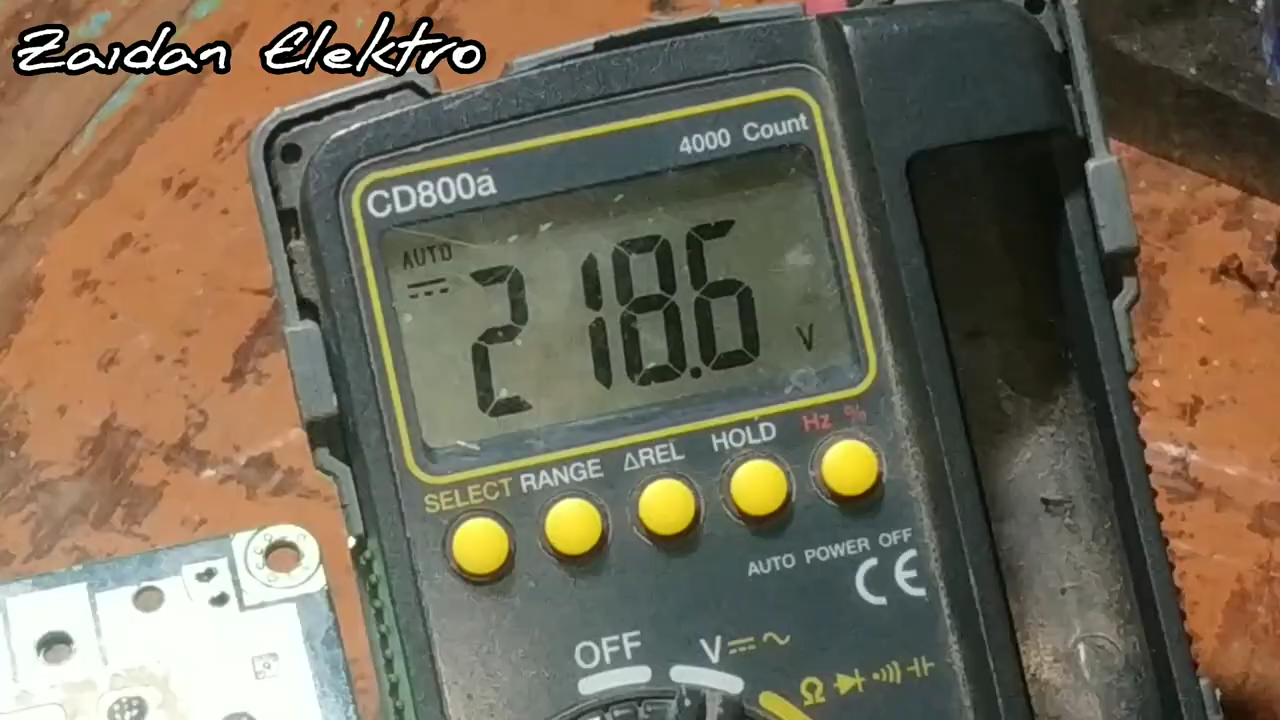 Zaidan Elektro
4000 Count
CD800a
AUTO
218.6 V
SELECT RANGE ΔREL HOLD Hz %
AUTO POWER OFF
CE
OFF V
Ω